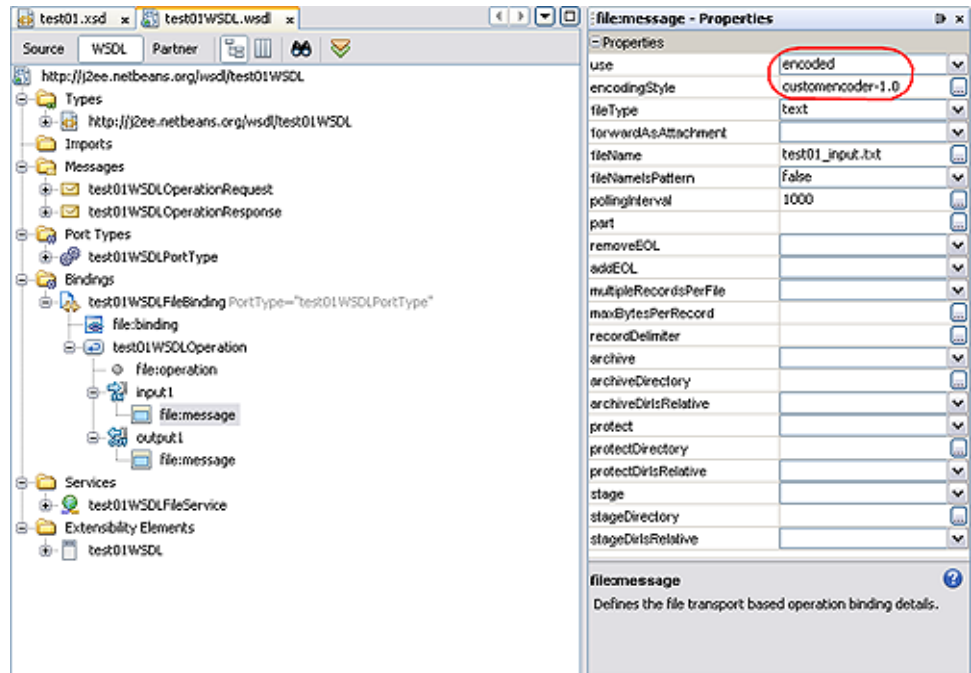 test01.xsd
test01WSDL.wsdl
Source WSDL Partner
http://j2ee.netbeans.org/wsdl/test01WSDL
Types
http://j2ee.netbeans.org/wsdl/test01WSDL
Imports
Messages
test01WSDLOperationRequest
test01WSDLOperationResponse
Port Types
test01WSDLPortType
Bindings
test01WSDLFileBinding PortType="test01WSDLPortType"
file:binding
test01WSDLOperation
file:operation
input1
file:message
output1
file:message
Services
test01WSDLFileService
Extensibility Elements
test01WSDL
:file:message - Properties
Properties
use encoded
encodingStyle customencoder-1.0
fileType text
forwardAsAttachment
fileName test01_input.txt
fileNameIsPattern false
pollingInterval 1000
part
removeEOL
addEOL
multipleRecordsPerFile
maxBytesPerRecord
recordDelimiter
archive
archiveDirectory
archiveDirIsRelative
protect
protectDirectory
protectDirIsRelative
stage
stageDirectory
stageDirIsRelative
file:message
Defines the file transport based operation binding details.